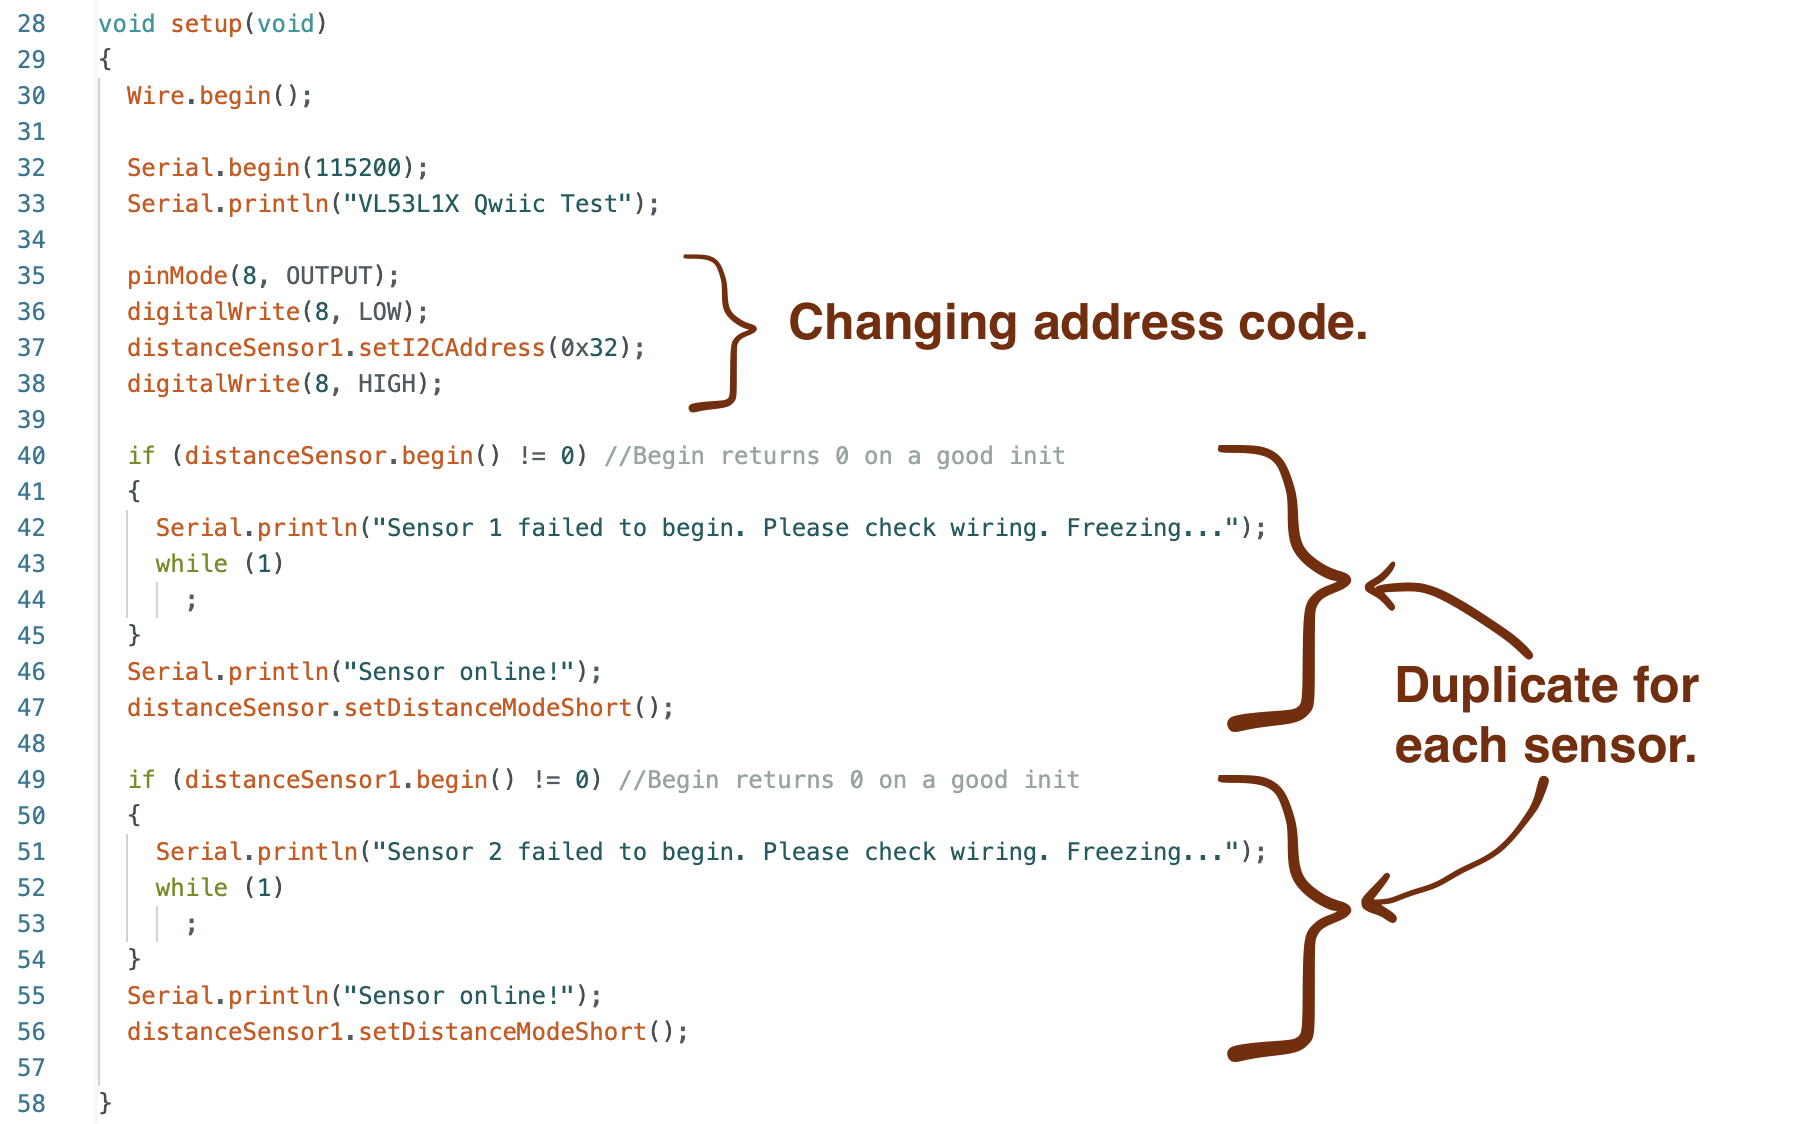 28 void setup(void)
29 {
30 Wire.begin();
31
32 Serial.begin(115200);
33 Serial.println("VL53L1X Qwiic Test");
34
35 pinMode(8, OUTPUT);
36 digitalWrite(8, LOW);
37 distanceSensor1.setI2CAddress(0x32);
38 digitalWrite(8, HIGH);
Changing address code.
39
40 if (distanceSensor.begin() != 0) //Begin returns 0 on a good init
41 {
42 Serial.println("Sensor 1 failed to begin. Please check wiring. Freezing...");
43 while (1)
44 ;
45 }
46 Serial.println("Sensor online!");
47 distanceSensor.setDistanceModeShort();
48
Duplicate for
each sensor.
49 if (distanceSensor1.begin() != 0) //Begin returns 0 on a good init
50 {
51 Serial.println("Sensor 2 failed to begin. Please check wiring. Freezing...");
52 while (1)
53 ;
54 }
55 Serial.println("Sensor online!");
56 distanceSensor1.setDistanceModeShort();
57
58 }